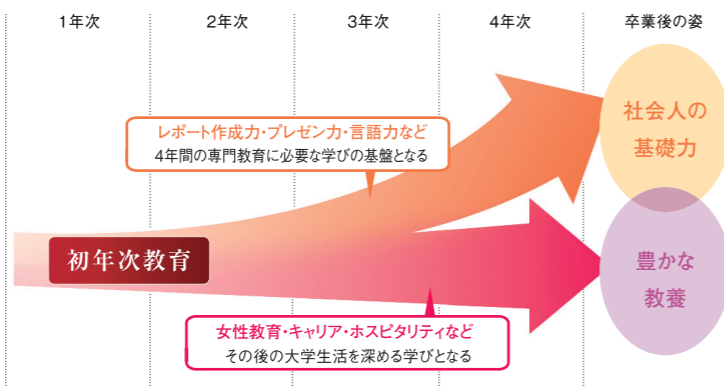 1年次
2年次
3年次
4年次
卒業後の姿
社会人の
基礎力
レポート作成力・プレゼン力・言語力など
4年間の専門教育に必要な学びの基盤となる
初年次教育
豊かな
教養
女性教育・キャリア・ホスピタリティなど
その後の大学生活を深める学びとなる